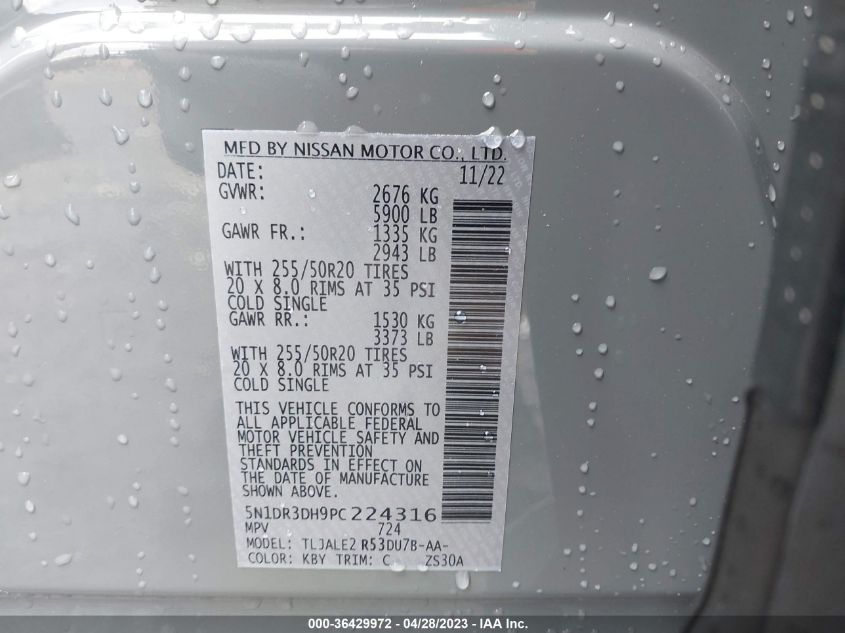 MFD BY NISSAN MOTOR CO., LTD.
DATE: 11/22
GVWR: 2676 KG
5900 LB
GAWR FR.: 1335 KG
2943 LB
WITH 255/50R20 TIRES
20 X 8.0 RIMS AT 35 PSI
COLD SINGLE
GAWR RR.: 1530 KG
3373 LB
WITH 255/50R20 TIRES
20 X 8.0 RIMS AT 35 PSI
COLD SINGLE
THIS VEHICLE CONFORMS TO
ALL APPLICABLE FEDERAL
MOTOR VEHICLE SAFETY AND
THEFT PREVENTION
STANDARDS IN EFFECT ON
THE DATE OF MANUFACTURE
SHOWN ABOVE.
5N1DR3DH9PC224316
MPV 724
MODEL: TLJALE2 R53DU7B-AA-
COLOR: KBY TRIM: C ZS30A
000-36429972 / 04/28/2023 - IAA Inc.